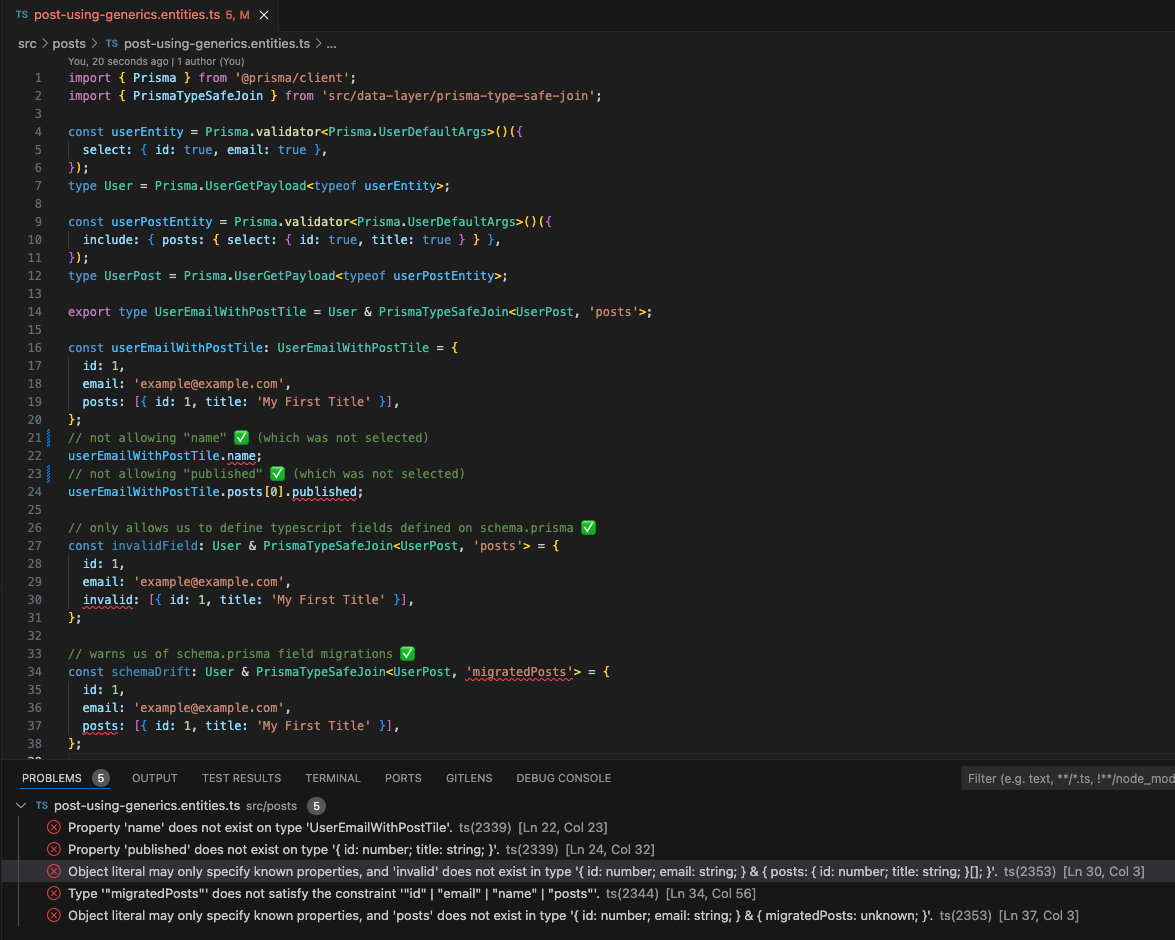 TS post-using-generics.entities.ts 5, M ×
src > posts > TS post-using-generics.entities.ts > ...
You, 20 seconds ago | 1 author (You)
1 import { Prisma } from '@prisma/client';
2 import { PrismaTypeSafeJoin } from 'src/data-layer/prisma-type-safe-join';
3
4 const userEntity = Prisma.validator<Prisma.UserDefaultArgs>()({
5   select: { id: true, email: true },
6 });
7 type User = Prisma.UserGetPayload<typeof userEntity>;
8
9 const userPostEntity = Prisma.validator<Prisma.UserDefaultArgs>()({
10   include: { posts: { select: { id: true, title: true } } },
11 });
12 type UserPost = Prisma.UserGetPayload<typeof userPostEntity>;
13
14 export type UserEmailWithPostTile = User & PrismaTypeSafeJoin<UserPost, 'posts'>;
15
16 const userEmailWithPostTile: UserEmailWithPostTile = {
17   id: 1,
18   email: 'example@example.com',
19   posts: [{ id: 1, title: 'My First Title' }],
20 };
21 // not allowing "name" ✅ (which was not selected)
22 userEmailWithPostTile.name;
23 // not allowing "published" ✅ (which was not selected)
24 userEmailWithPostTile.posts[0].published;
25
26 // only allows us to define typescript fields defined on schema.prisma ✅
27 const invalidField: User & PrismaTypeSafeJoin<UserPost, 'posts'> = {
28   id: 1,
29   email: 'example@example.com',
30   invalid: [{ id: 1, title: 'My First Title' }],
31 };
32
33 // warns us of schema.prisma field migrations ✅
34 const schemaDrift: User & PrismaTypeSafeJoin<UserPost, 'migratedPosts'> = {
35   id: 1,
36   email: 'example@example.com',
37   posts: [{ id: 1, title: 'My First Title' }],
38 };
PROBLEMS 5 OUTPUT TEST RESULTS TERMINAL PORTS GITLENS DEBUG CONSOLE Filter (e.g. text, **/*.ts, !**/node_mod
TS post-using-generics.entities.ts src/posts 5
Property 'name' does not exist on type 'UserEmailWithPostTile'. ts(2339) [Ln 22, Col 23]
Property 'published' does not exist on type '{ id: number; title: string; }'. ts(2339) [Ln 24, Col 32]
Object literal may only specify known properties, and 'invalid' does not exist in type '{ id: number; email: string; } & { posts: { id: number; title: string; }[]; }'. ts(2353) [Ln 30, Col 3]
Type '"migratedPosts"' does not satisfy the constraint '"id" | "email" | "name" | "posts"'. ts(2344) [Ln 34, Col 56]
Object literal may only specify known properties, and 'posts' does not exist in type '{ id: number; email: string; } & { migratedPosts: unknown; }'. ts(2353) [Ln 37, Col 3]